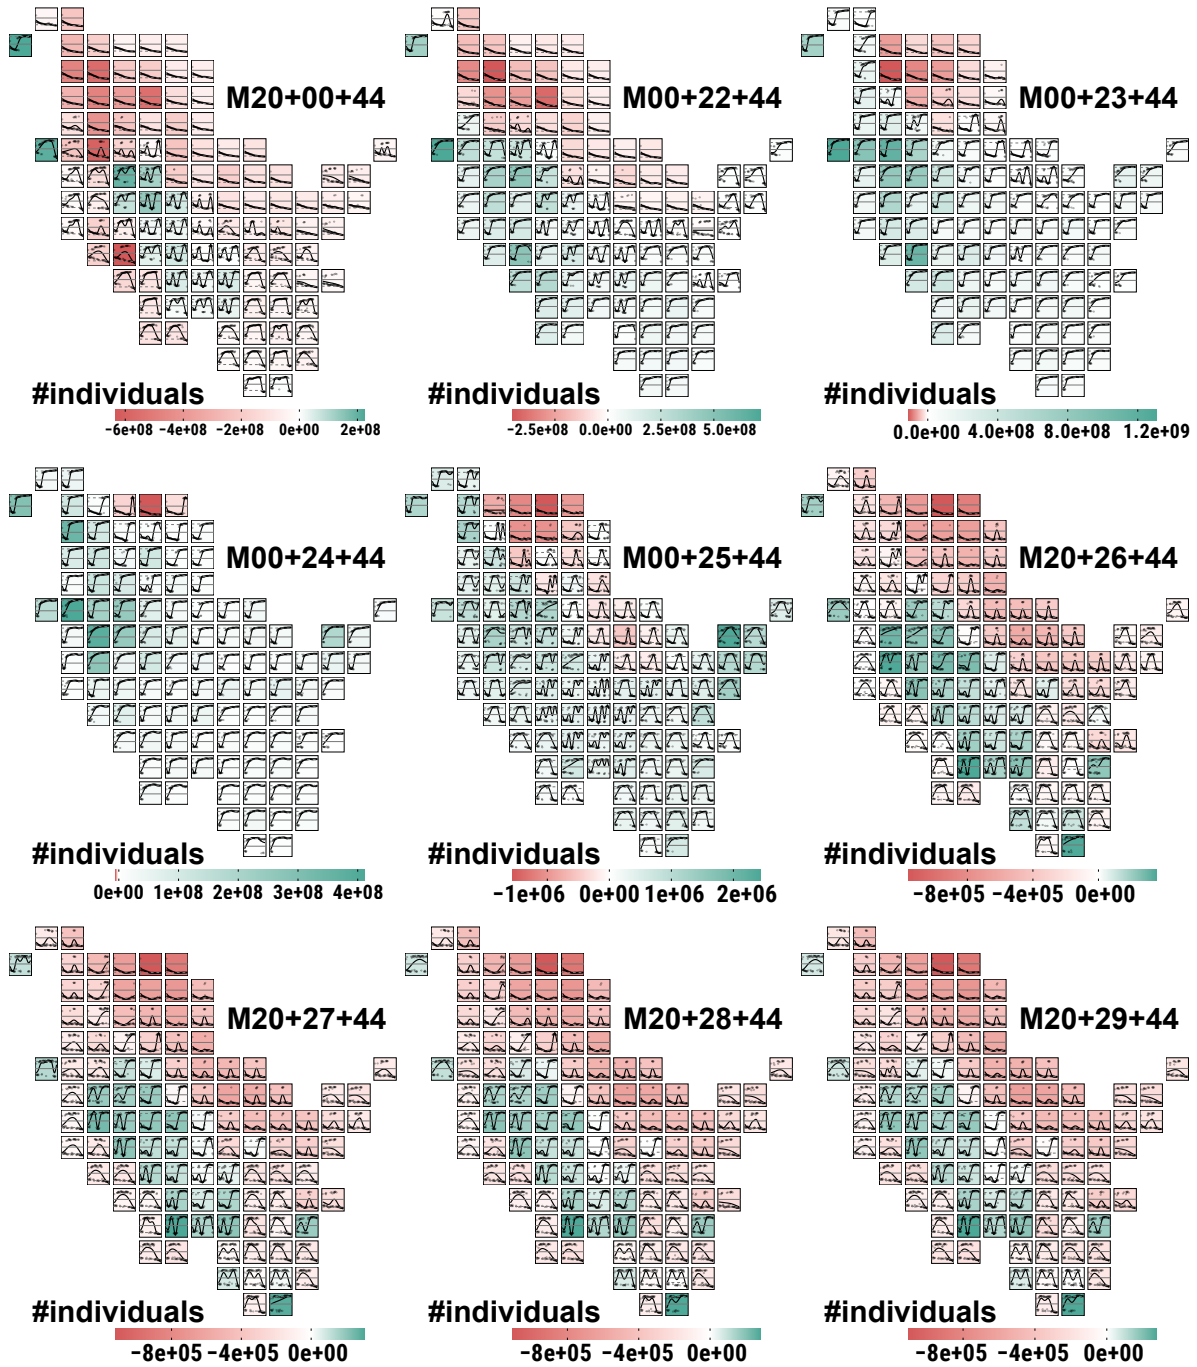 M20+00+44
M00+22+44
M00+23+44
#individuals
#individuals
−6e+08 −4e+08 −2e+08 0e+00 2e+08
−2.5e+08 0.0e+00 2.5e+08 5.0e+08
0.0e+00 4.0e+08 8.0e+08 1.2e+09
M00+24+44
M00+25+44
M20+26+44
#individuals
#individuals
#individuals
0e+00 1e+08 2e+08 3e+08 4e+08
−1e+06 0e+00 1e+06 2e+06
−8e+05 −4e+05 0e+00
M20+27+44
M20+28+44
M20+29+44
#individuals
#individuals
#individuals
−8e+05 −4e+05 0e+00
−8e+05 −4e+05 0e+00
−8e+05 −4e+05 0e+00